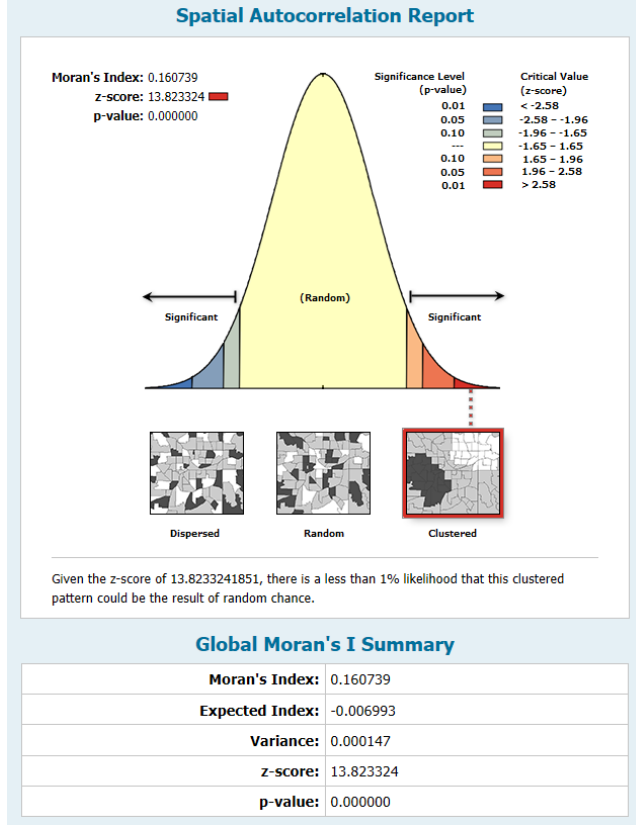 Spatial Autocorrelation Report
Moran's Index: 0.160739
z-score: 13.823324
p-value: 0.000000
Significance Level
(p-value)
Critical Value
(z-score)
0.01 < -2.58
0.05 -2.58 – -1.96
0.10 -1.96 – -1.65
--- -1.65 – 1.65
0.10 1.65 – 1.96
0.05 1.96 – 2.58
0.01 > 2.58
(Random)
Significant
Significant
Dispersed
Random
Clustered
Given the z-score of 13.8233241851, there is a less than 1% likelihood that this clustered
pattern could be the result of random chance.
Global Moran's I Summary
Moran's Index: 0.160739
Expected Index: -0.006993
Variance: 0.000147
z-score: 13.823324
p-value: 0.000000